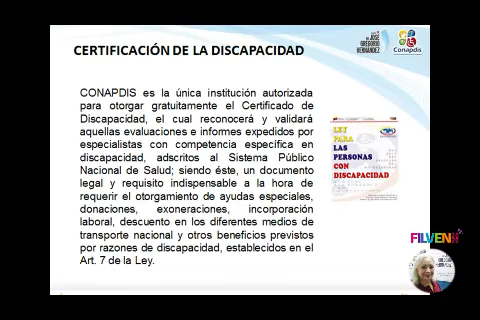 JOSÉ
GREGORIO
HERNÁNDEZ
Conapdis
CERTIFICACIÓN DE LA DISCAPACIDAD
CONAPDIS es la única institución autorizada
para otorgar gratuitamente el Certificado de
Discapacidad, el cual reconocerá y validará
aquellas evaluaciones e informes expedidos por
especialistas con competencia específica en
discapacidad, adscritos al Sistema Público
Nacional de Salud; siendo éste, un documento
legal y requisito indispensable a la hora de
requerir el otorgamiento de ayudas especiales,
donaciones, exoneraciones, incorporación
laboral, descuento en los diferentes medios de
transporte nacional y otros beneficios previstos
por razones de discapacidad, establecidos en el
Art. 7 de la Ley.
LEY
PARA
LAS
PERSONAS
CON
DISCAPACIDAD
FILVEN